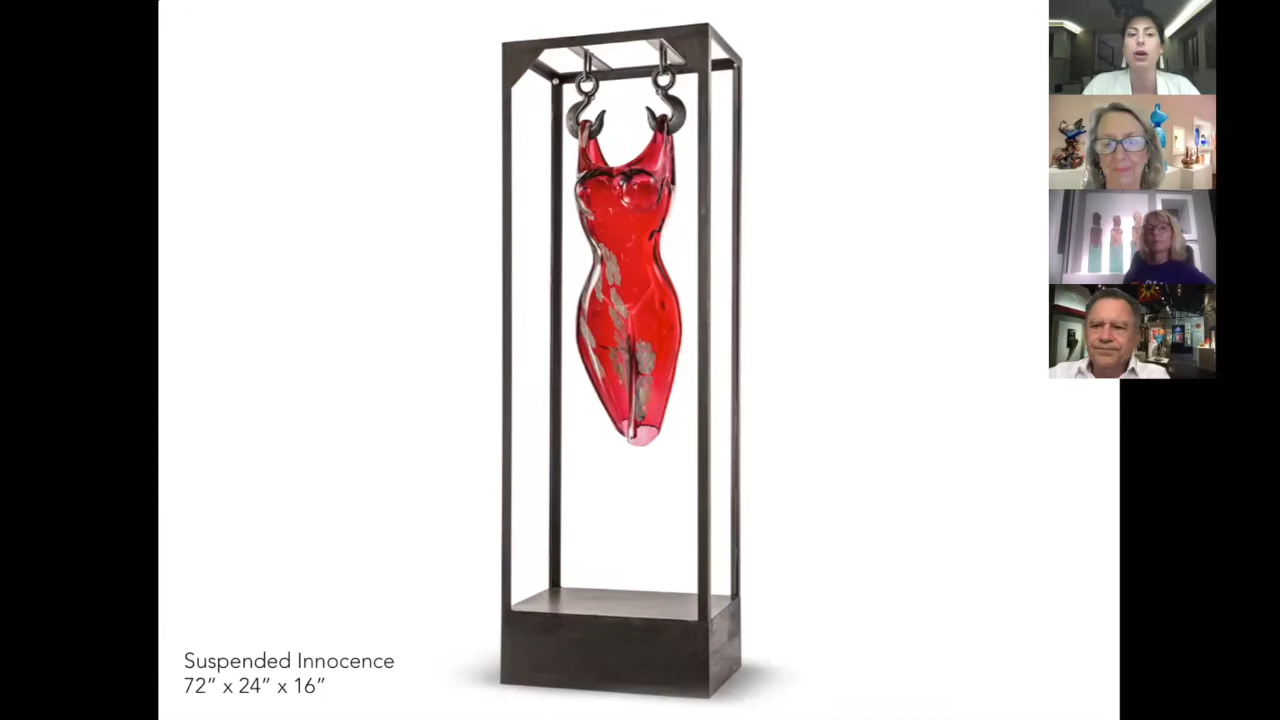 Suspended Innocence
72” x 24” x 16”